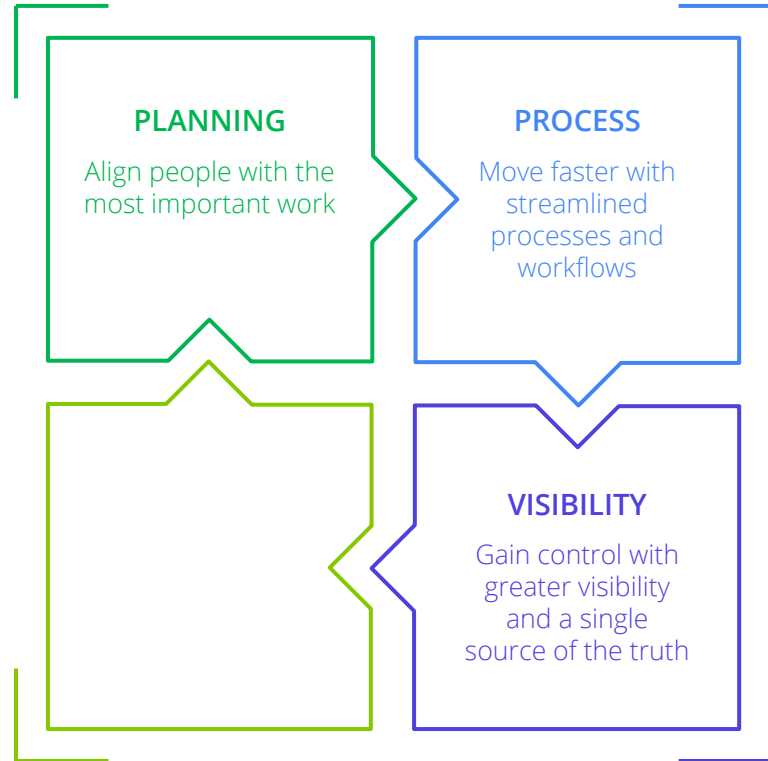 PLANNING
Align people with the
most important work
PROCESS
Move faster with
streamlined
processes and
workflows
VISIBILITY
Gain control with
greater visibility
and a single
source of the truth